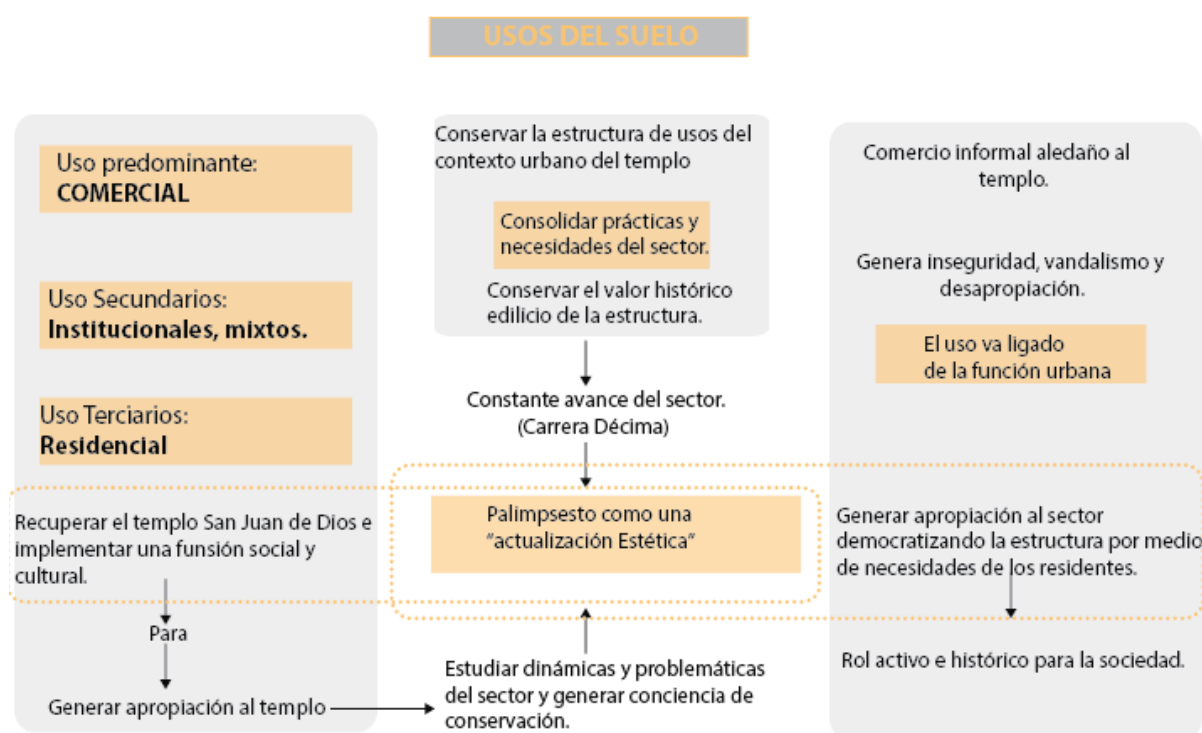 USOS DEL SUELO
Uso predominante:
COMERCIAL
Uso Secundarios:
Institucionales, mixtos.
Uso Terciarios:
Residencial
Recuperar el templo San Juan de Dios e
implementar una funsión social y
cultural.
Para
Generar apropiación al templo
Conservar la estructura de usos del
contexto urbano del templo
Consolidar prácticas y
necesidades del sector.
Conservar el valor histórico
edilicio de la estructura.
Constante avance del sector.
(Carrera Décima)
Palimpsesto como una
"actualización Estética"
Estudiar dinámicas y problemáticas
del sector y generar conciencia de
conservación.
Comercio informal aledaño al
templo.
Genera inseguridad, vandalismo y
desapropiación.
El uso va ligado
de la función urbana
Generar apropiación al sector
democratizando la estructura por medio
de necesidades de los residentes.
Rol activo e histórico para la sociedad.